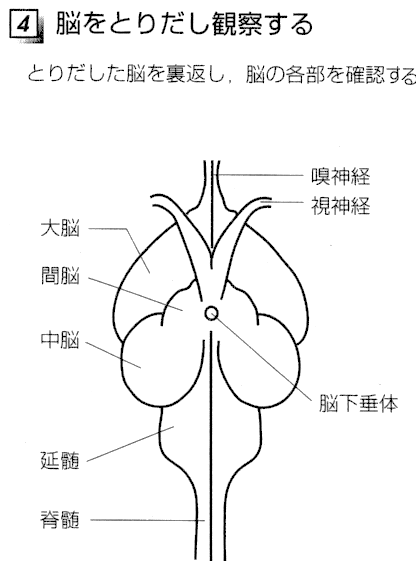 4 脳をとりだし観察する
とりだした脳を裏返し，脳の各部を確認する
嗅神経
視神経
大脳
間脳
中脳
脳下垂体
延髄
脊髄